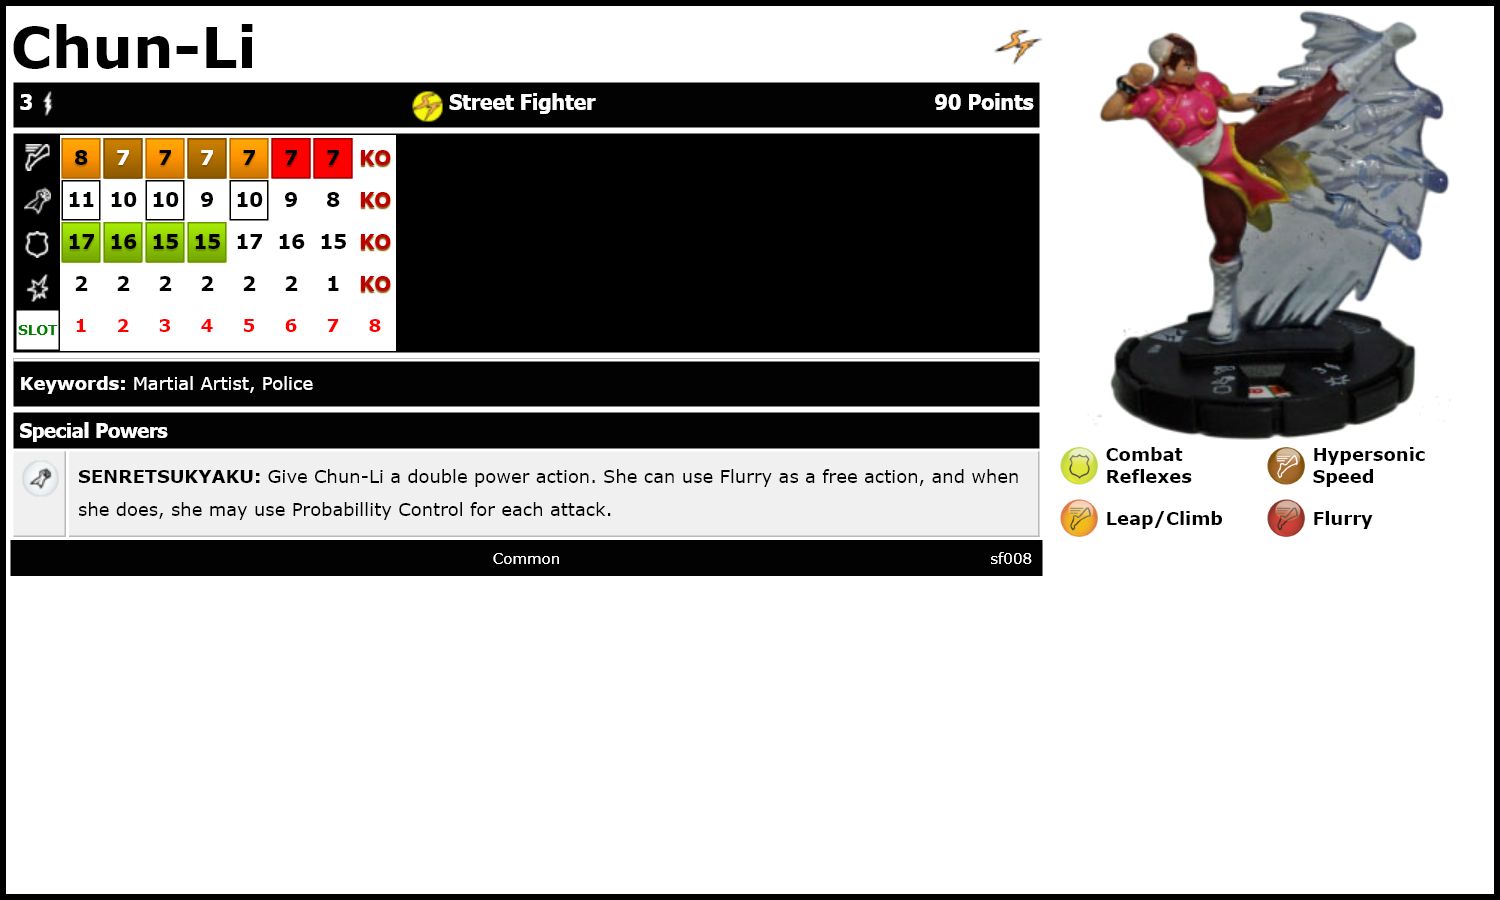 Chun-Li
3 Street Fighter 90 Points
8 7 7 7 7 7 7 KO
11 10 10 9 10 9 8 KO
17 16 15 15 17 16 15 KO
2 2 2 2 2 2 1 KO
SLOT 1 2 3 4 5 6 7 8
Keywords: Martial Artist, Police
Special Powers
SENRETSUKYAKU: Give Chun-Li a double power action. She can use Flurry as a free action, and when
she does, she may use Probabillity Control for each attack.
Common sf008
Combat
Reflexes
Hypersonic
Speed
Leap/Climb
Flurry